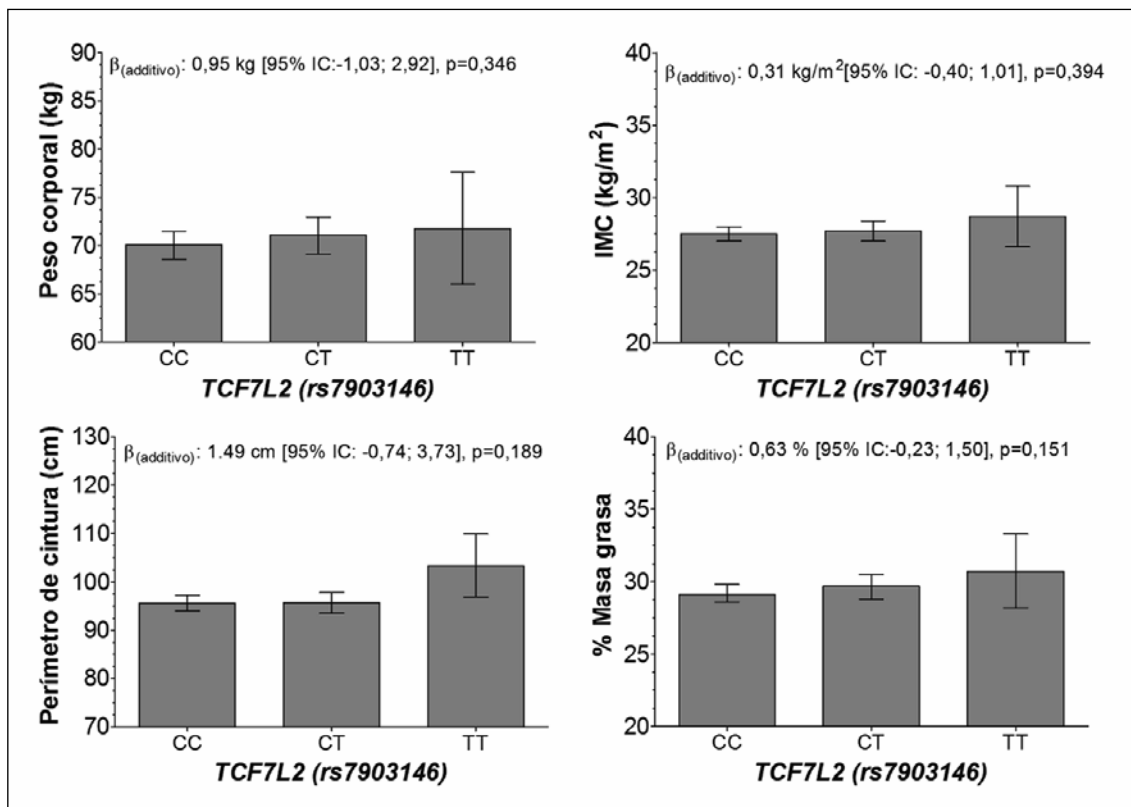 β(additivo): 0,95 kg [95% IC:-1,03; 2,92], p=0,346
Peso corporal (kg)
90
85
80
75
70
65
60
CC CT TT
TCF7L2 (rs7903146)
β(additivo): 0,31 kg/m²[95% IC: -0,40; 1,01], p=0,394
IMC (kg/m²)
40
35
30
25
20
CC CT TT
TCF7L2 (rs7903146)
β(additivo): 1.49 cm [95% IC: -0,74; 3,73], p=0,189
Perímetro de cintura (cm)
130
120
110
100
90
80
70
CC CT TT
TCF7L2 (rs7903146)
β(additivo): 0,63 % [95% IC:-0,23; 1,50], p=0,151
% Masa grasa
40
35
30
25
20
CC CT TT
TCF7L2 (rs7903146)